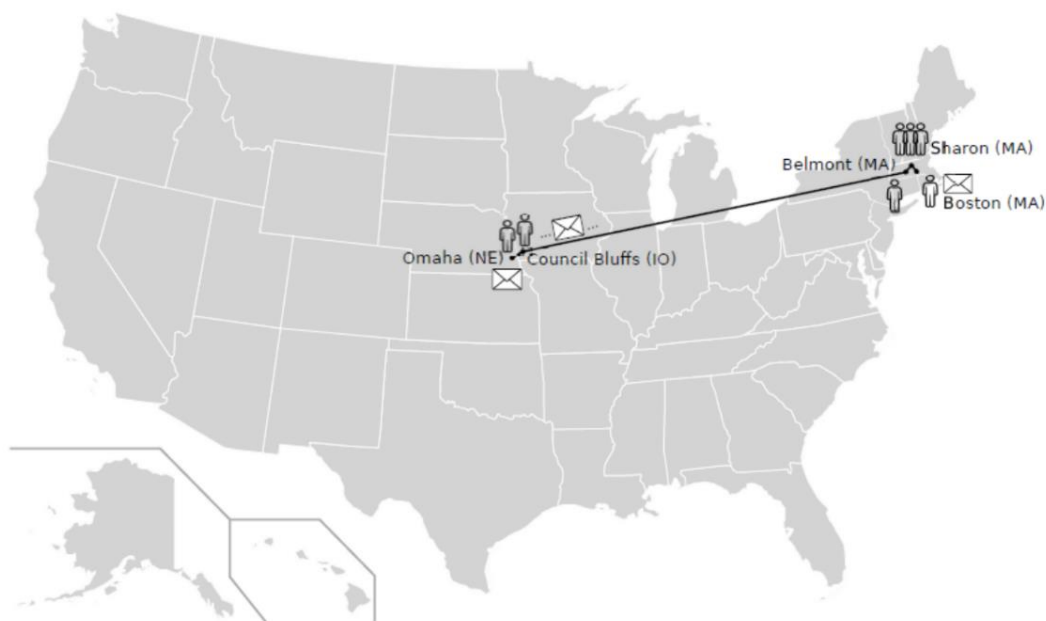 Sharon (MA)
Belmont (MA)
Boston (MA)
... ...
Omaha (NE)
Council Bluffs (IO)